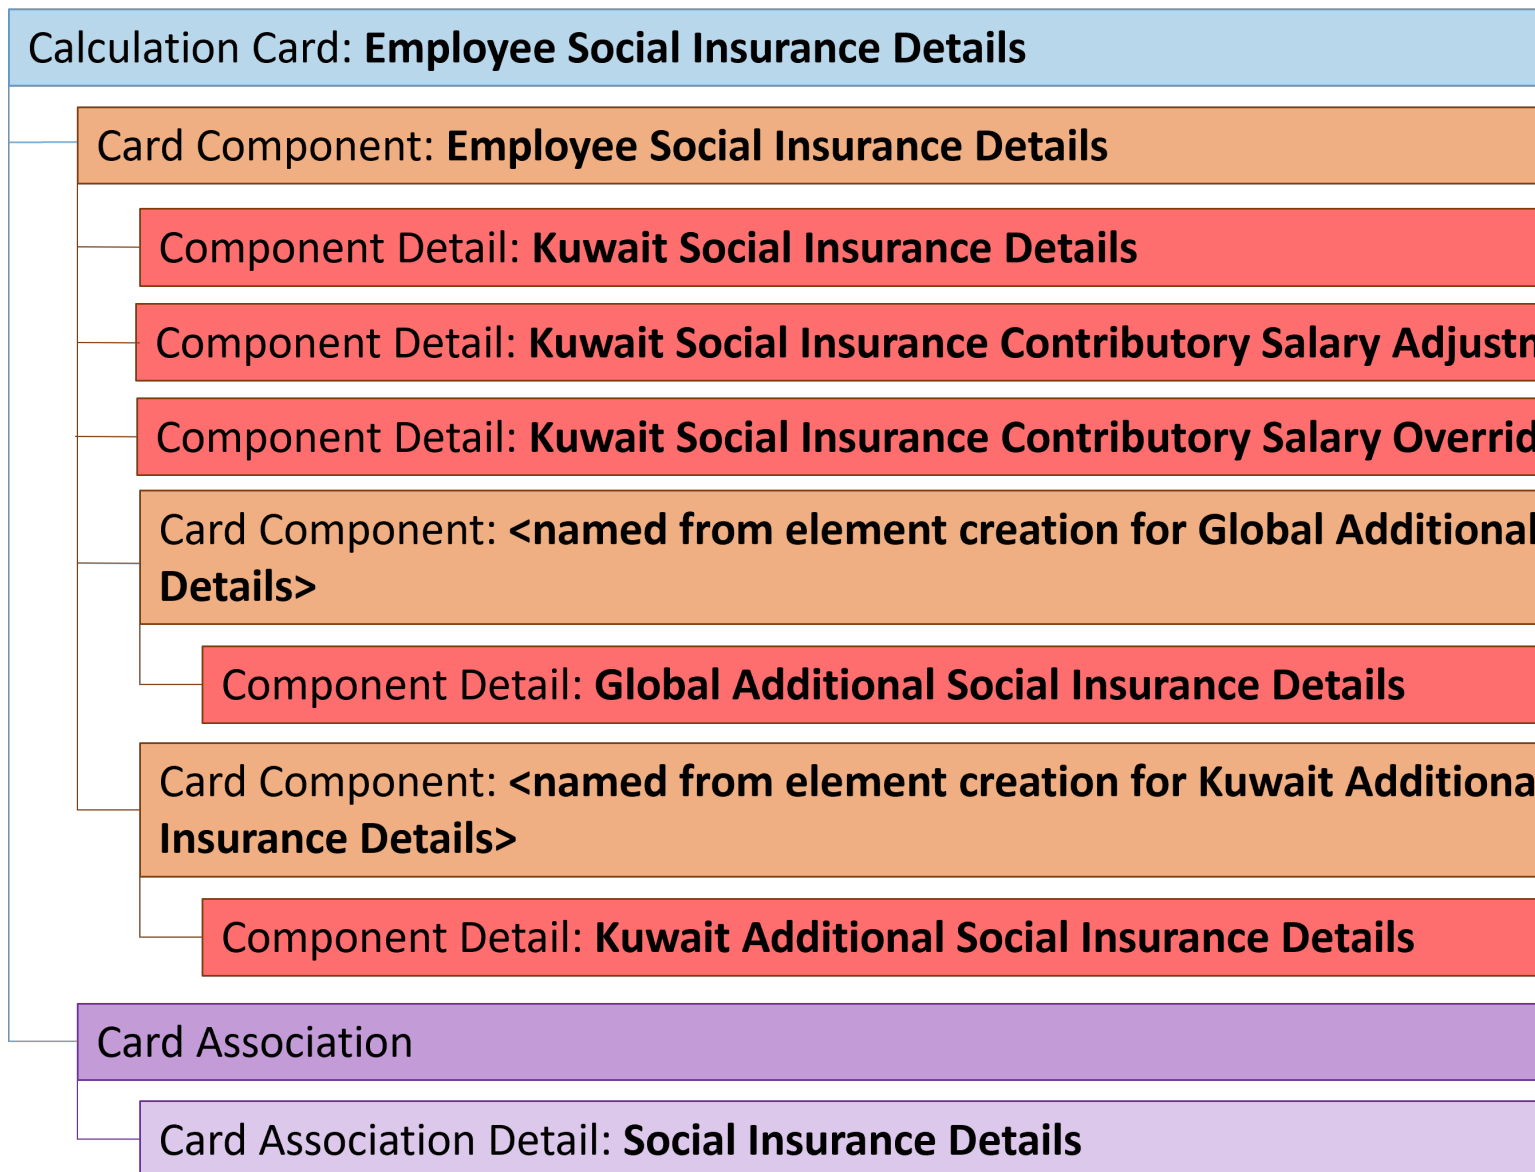 Calculation Card: Employee Social Insurance Details
Card Component: Employee Social Insurance Details
Component Detail: Kuwait Social Insurance Details
Component Detail: Kuwait Social Insurance Contributory Salary
Component Detail: Kuwait Social Insurance Contributory Salary
Card Component: <named from element creation for Global Additional
Details>
Component Detail: Global Additional Social Insurance Details
Card Component: <named from element creation for Kuwait
Insurance Details>
Component Detail: Kuwait Additional Social Insurance Details
Card Association
Card Association Detail: Social Insurance Details